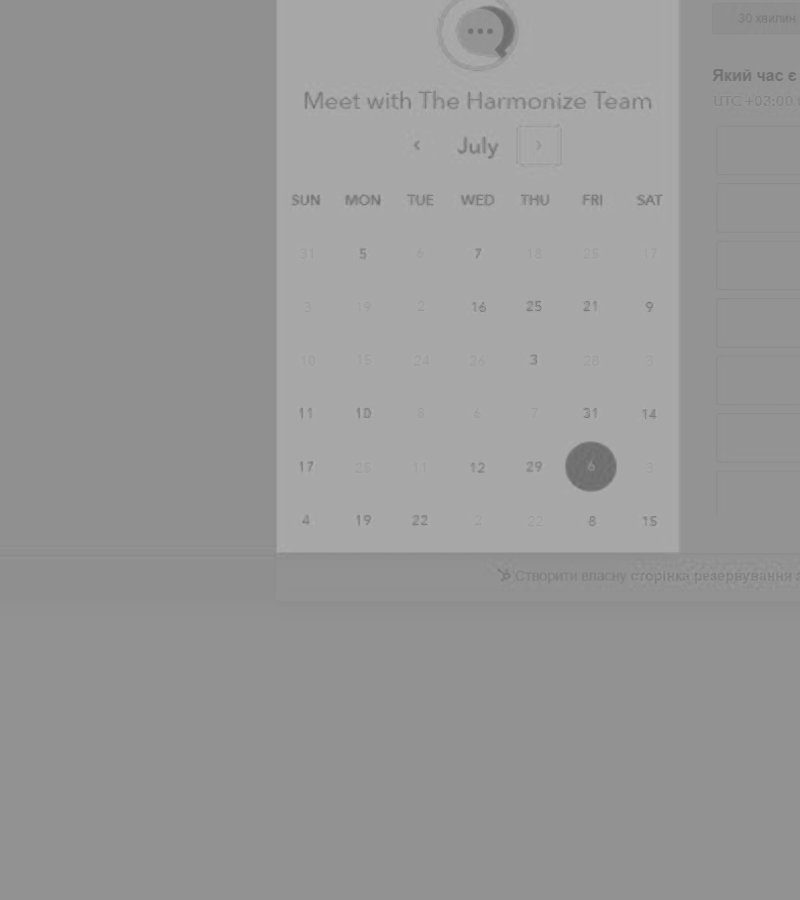 30 хвилин
Meet with The Harmonize Team
Який час є
‹ July ›
UTC +03:00
SUN MON TUE WED THU FRI SAT
31 5 6 7 18 25 17
3 19 2 16 25 21 9
10 15 24 26 3 28 3
11 10 8 6 7 31 14
17 25 11 12 29 6 3
4 19 22 2 22 8 15
Створити власну сторінка резервування